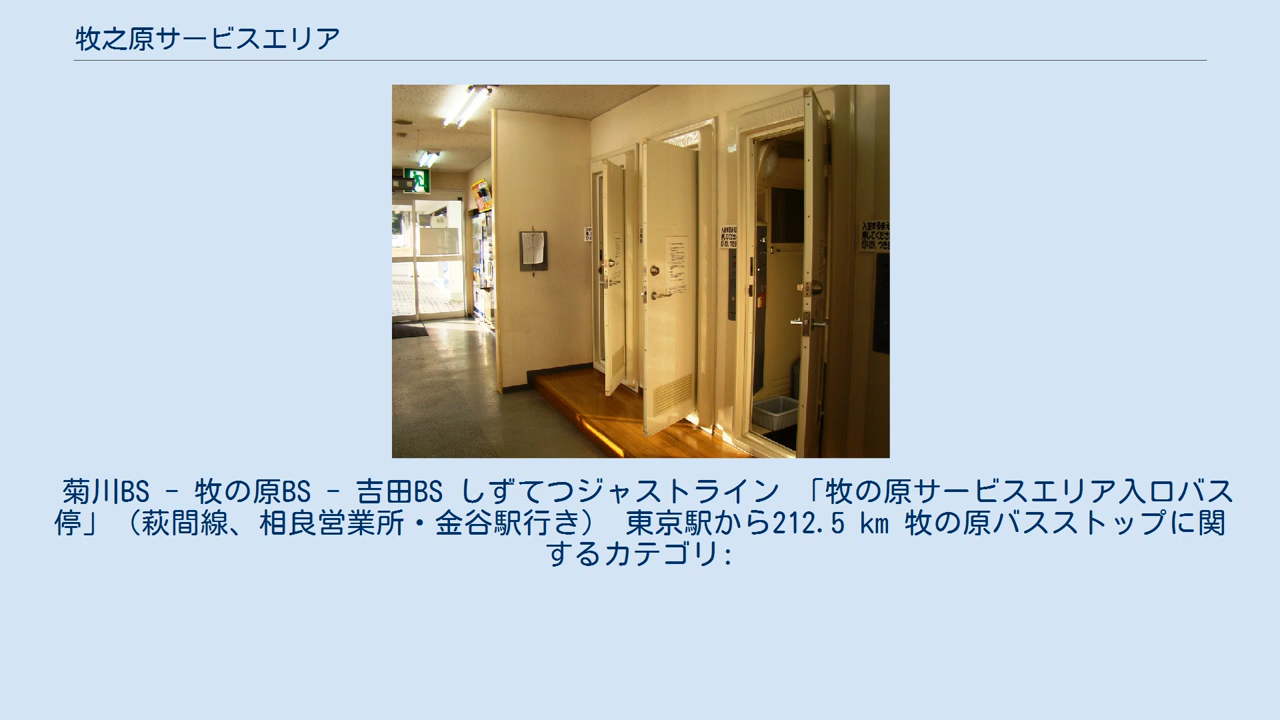 牧之原サービスエリア
菊川BS - 牧の原BS - 吉田BS しずてつジャストライン 「牧の原サービスエリア入口バス
停」（萩間線、相良営業所・金谷駅行き） 東京駅から212.5 km 牧の原バスストップに関
するカテゴリ: